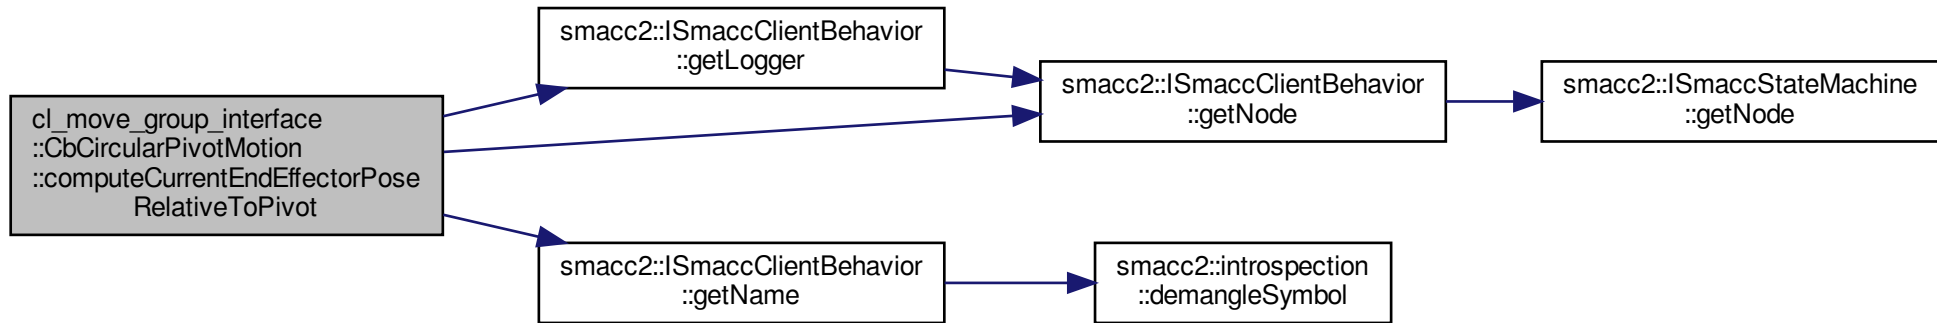 cl_move_group_interface
::CbCircularPivotMotion
::computeCurrentEndEffectorPose
RelativeToPivot
smacc2::ISmaccClientBehavior
::getLogger
smacc2::ISmaccClientBehavior
::getNode
smacc2::ISmaccStateMachine
::getNode
smacc2::ISmaccClientBehavior
::getName
smacc2::introspection
::demangleSymbol